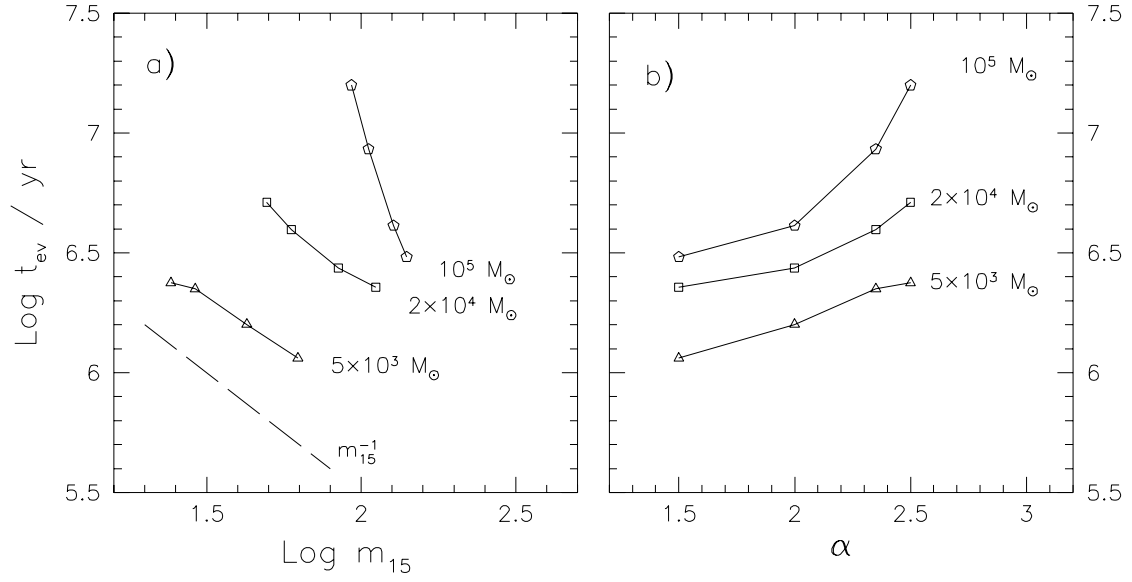 7.5
7
6.5
6
5.5
Log t_ev / yr
a)
10⁵ M⊙
2×10⁴ M⊙
5×10³ M⊙
m₁₅⁻¹
1.5
2
2.5
Log m₁₅
b)
10⁵ M⊙
2×10⁴ M⊙
5×10³ M⊙
7.5
7
6.5
6
5.5
1.5
2
2.5
3
α